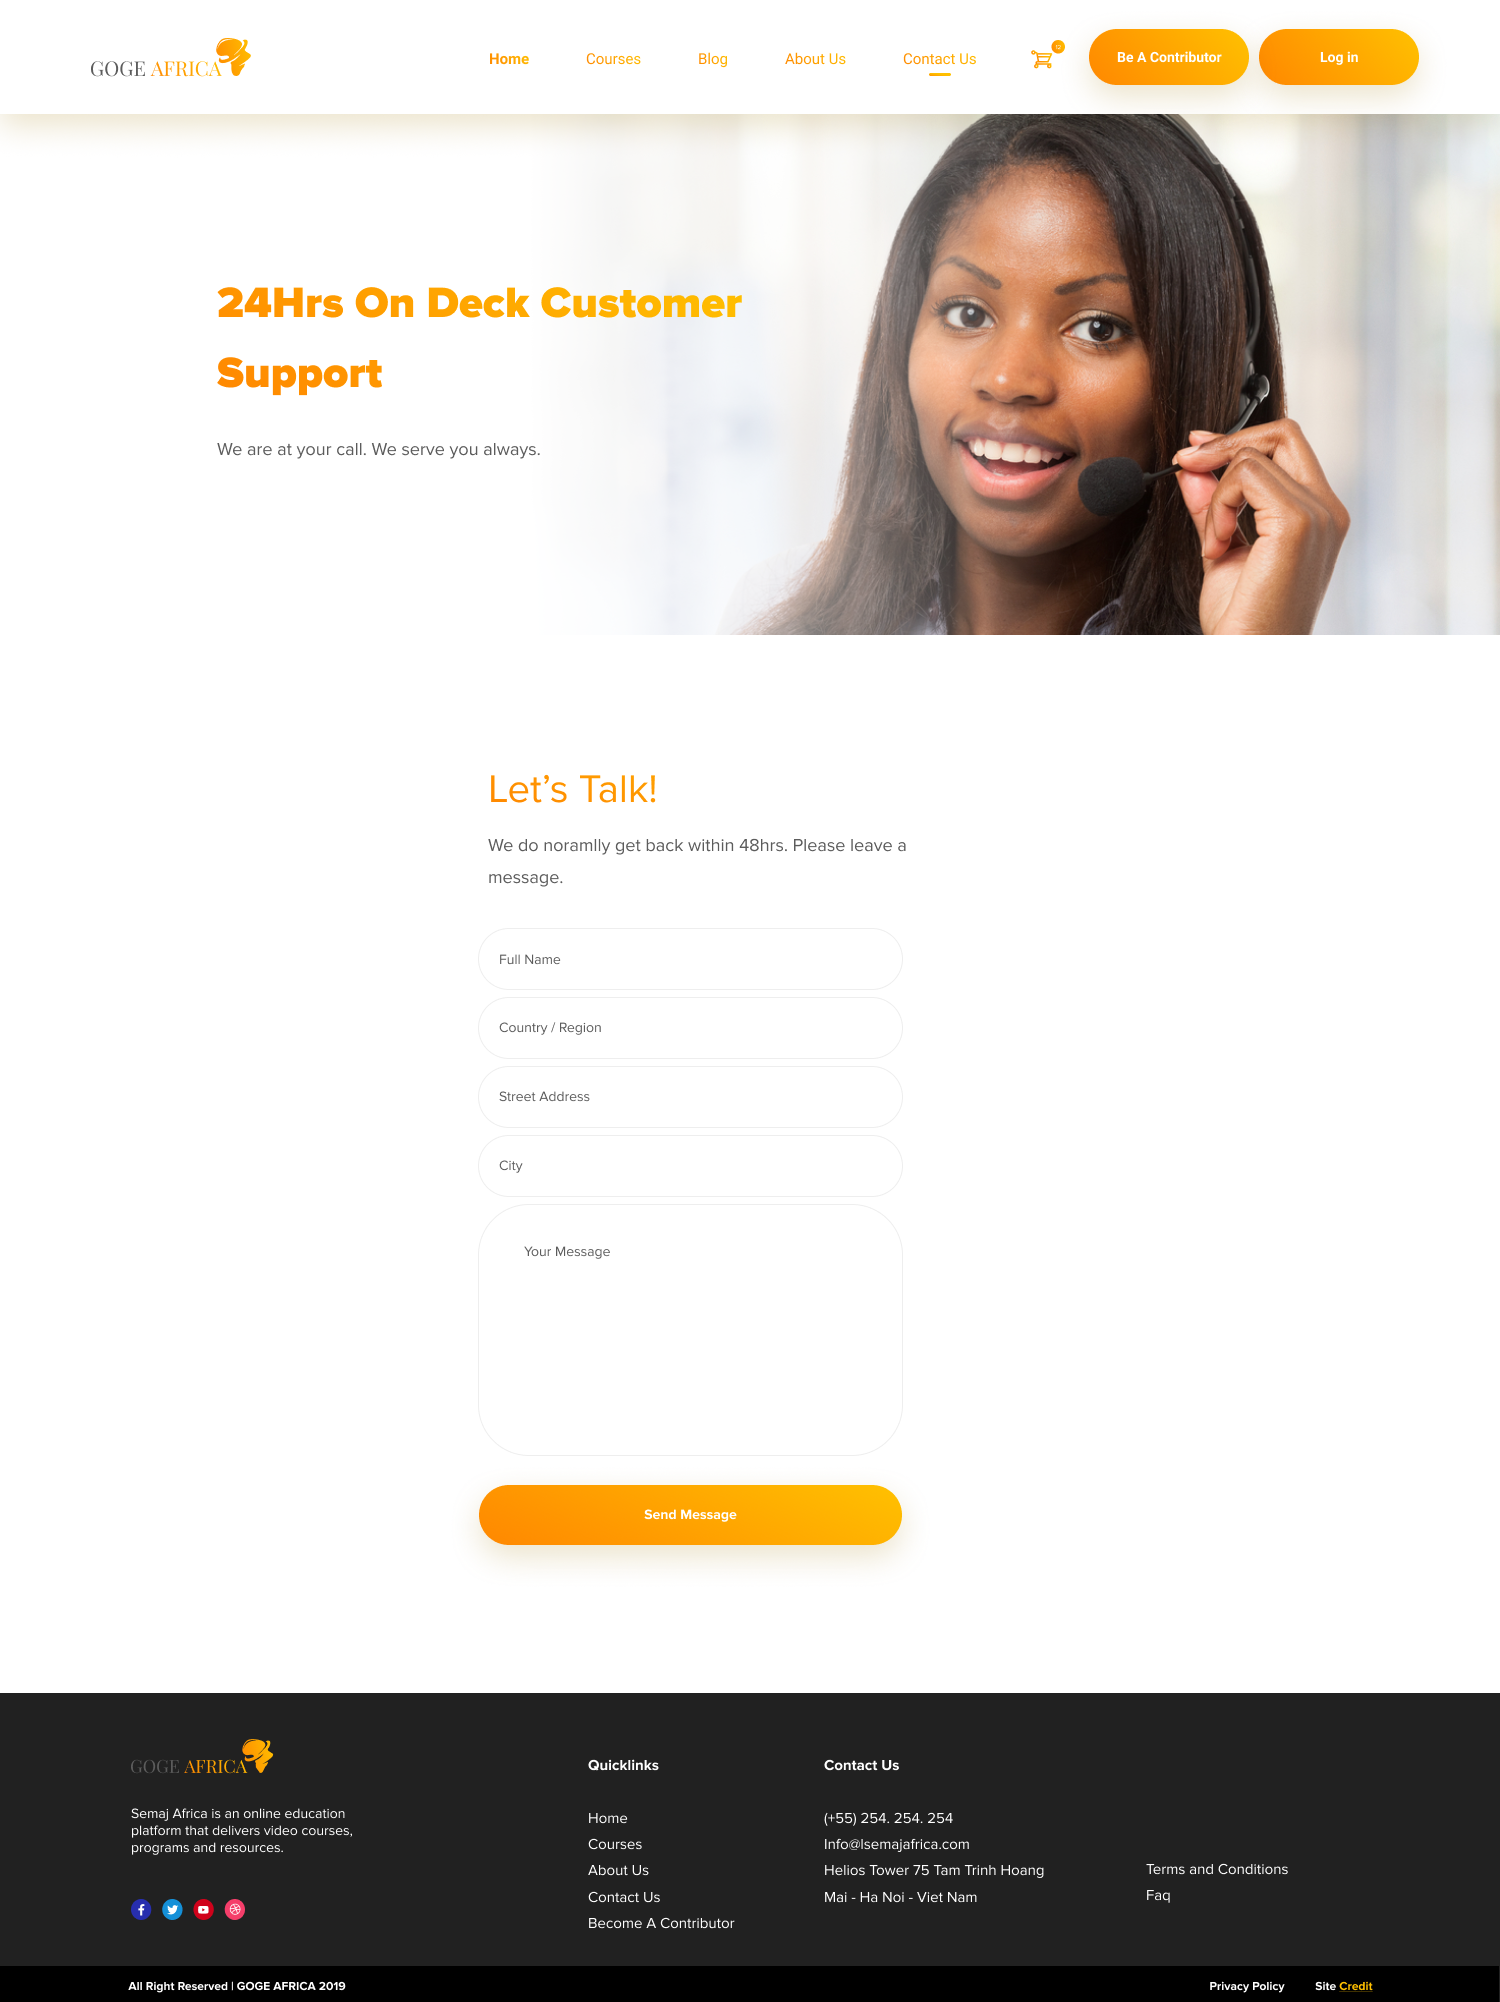 GOGE AFRICA
Home
Courses
Blog
About Us
Contact Us
Be A Contributor
Log in
24Hrs On Deck Customer
Support
We are at your call. We serve you always.
Let’s Talk!
We do noramlly get back within 48hrs. Please leave a
message.
Full Name
Country / Region
Street Address
City
Your Message
Send Message
GOGE AFRICA
Semaj Africa is an online education
platform that delivers video courses,
programs and resources.
Quicklinks
Home
Courses
About Us
Contact Us
Become A Contributor
Contact Us
(+55) 254. 254. 254
Info@lsemajafrica.com
Helios Tower 75 Tam Trinh Hoang
Mai - Ha Noi - Viet Nam
Terms and Conditions
Faq
All Right Reserved | GOGE AFRICA 2019
Privacy Policy
Site Credit